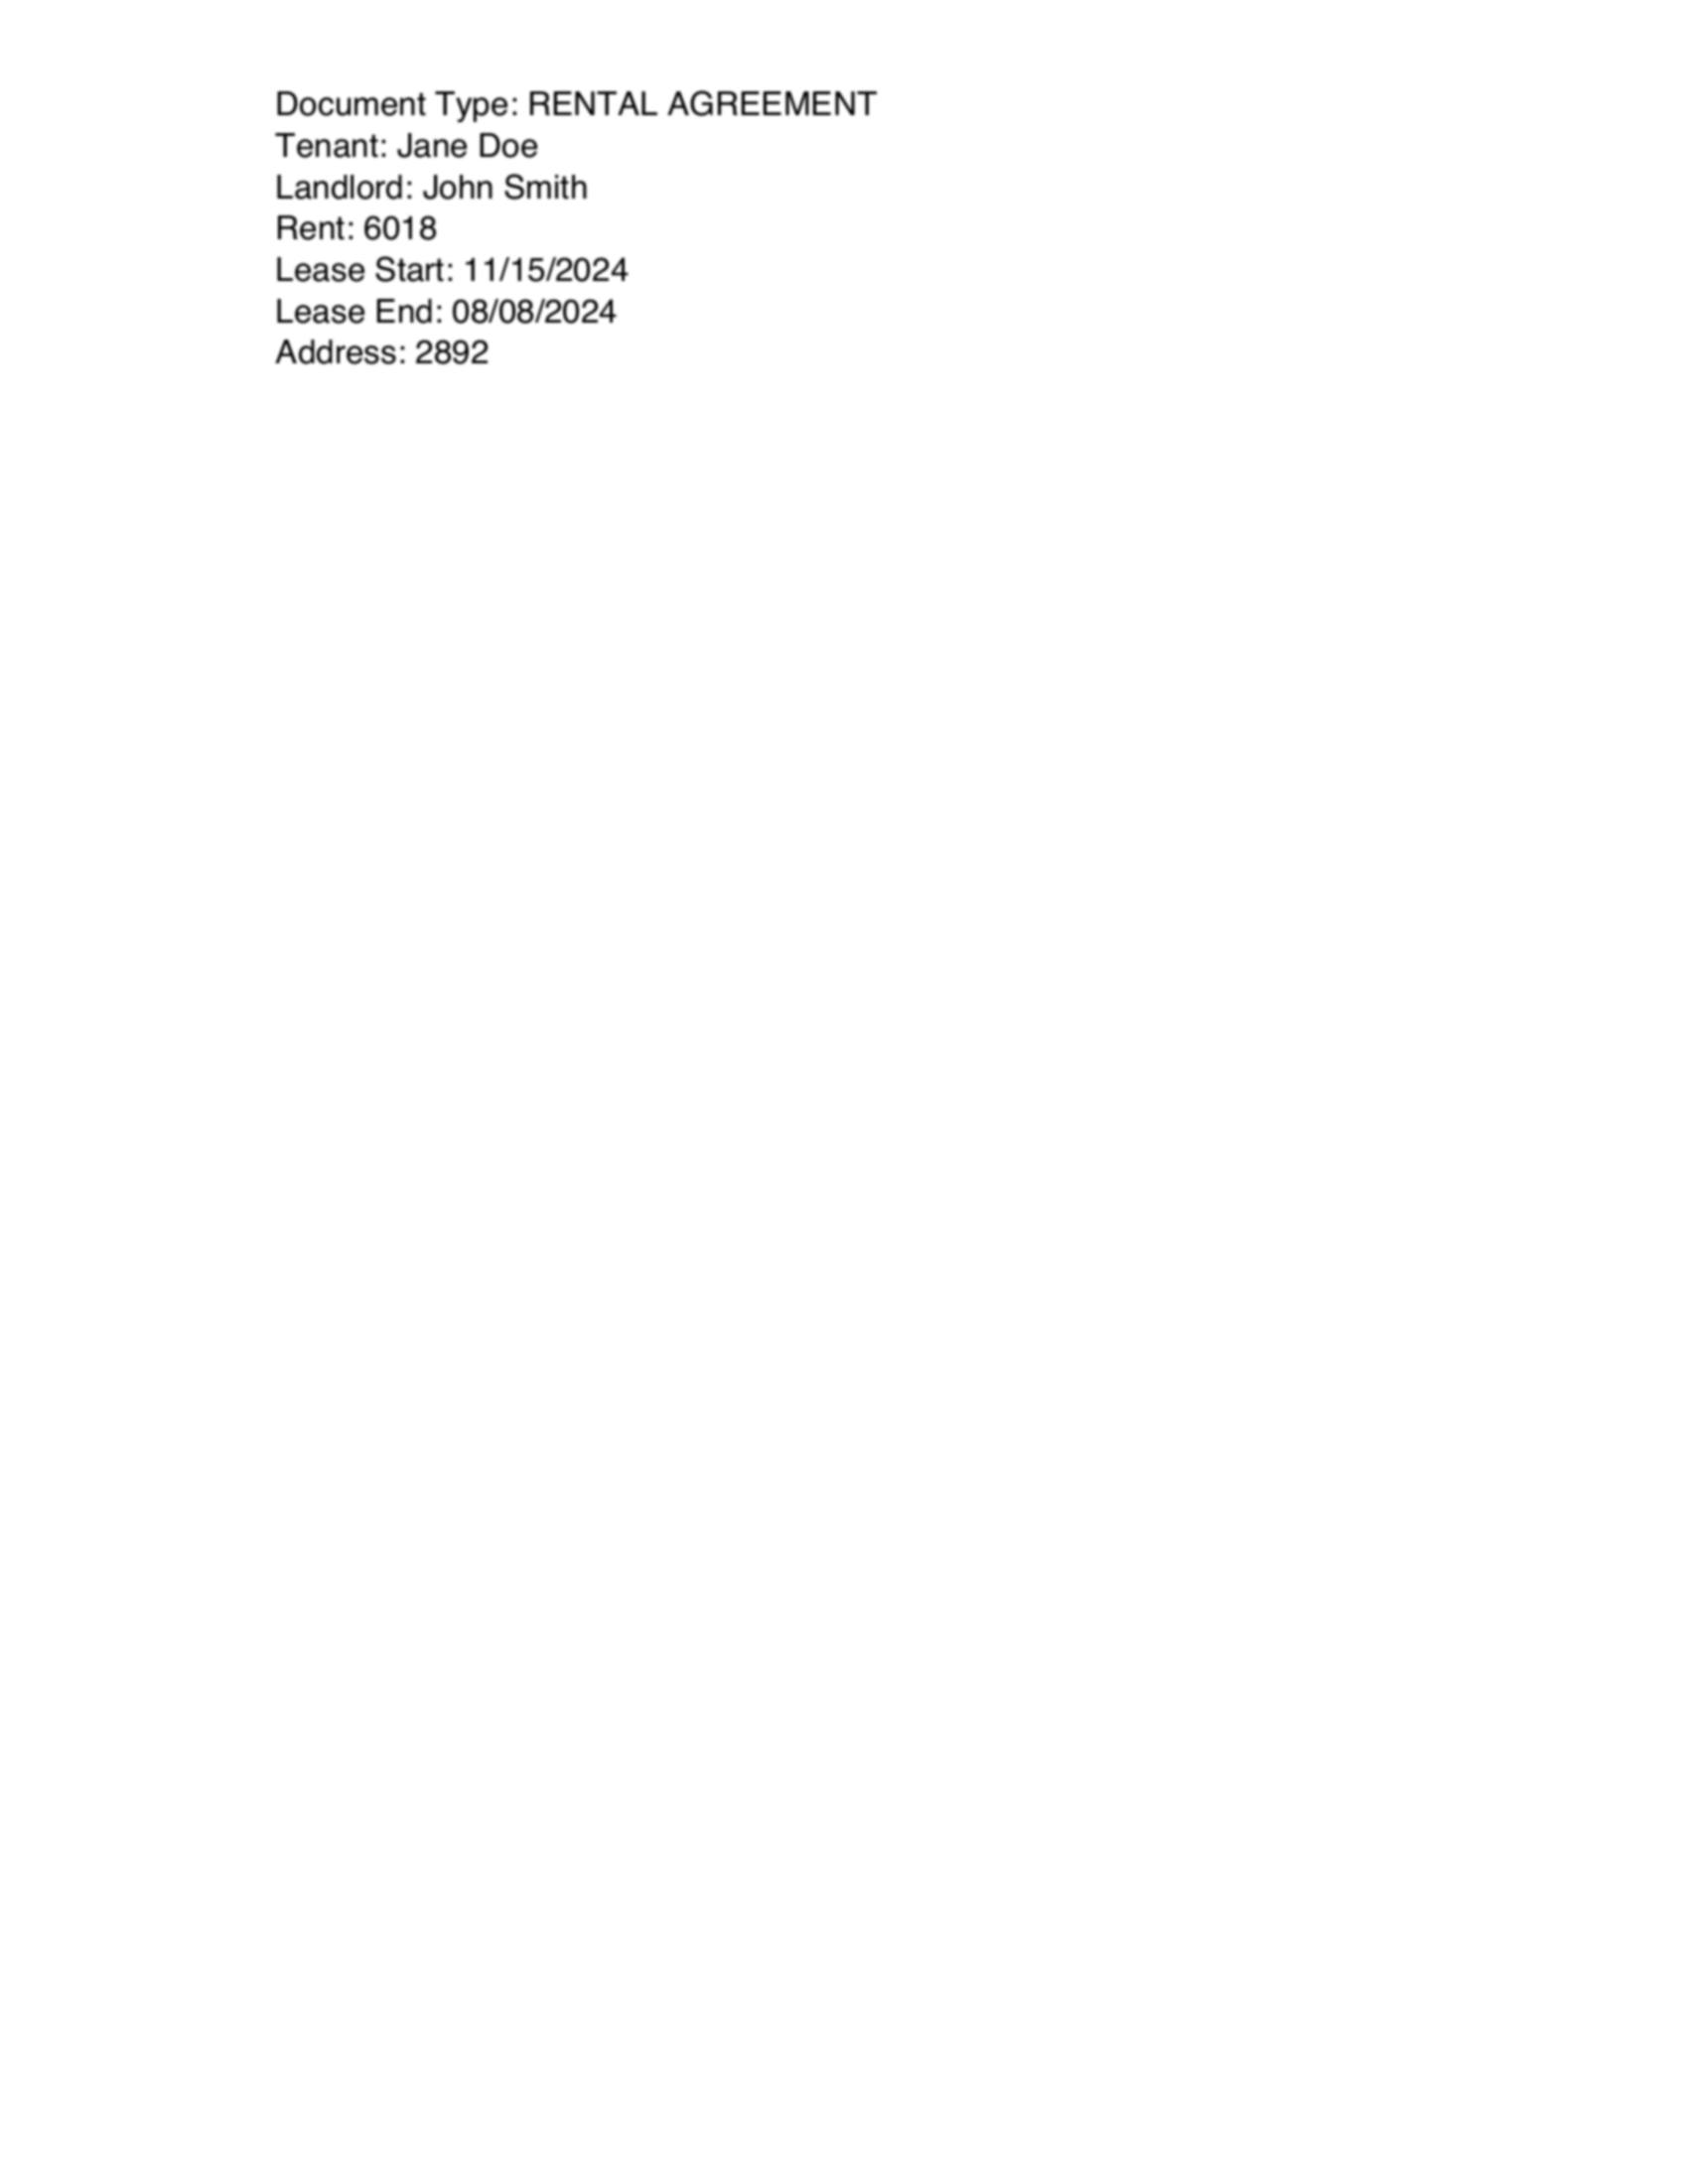 Document Type: RENTAL AGREEMENT
Tenant: Jane Doe
Landlord: John Smith
Rent: 6018
Lease Start: 11/15/2024
Lease End: 08/08/2024
Address: 2892